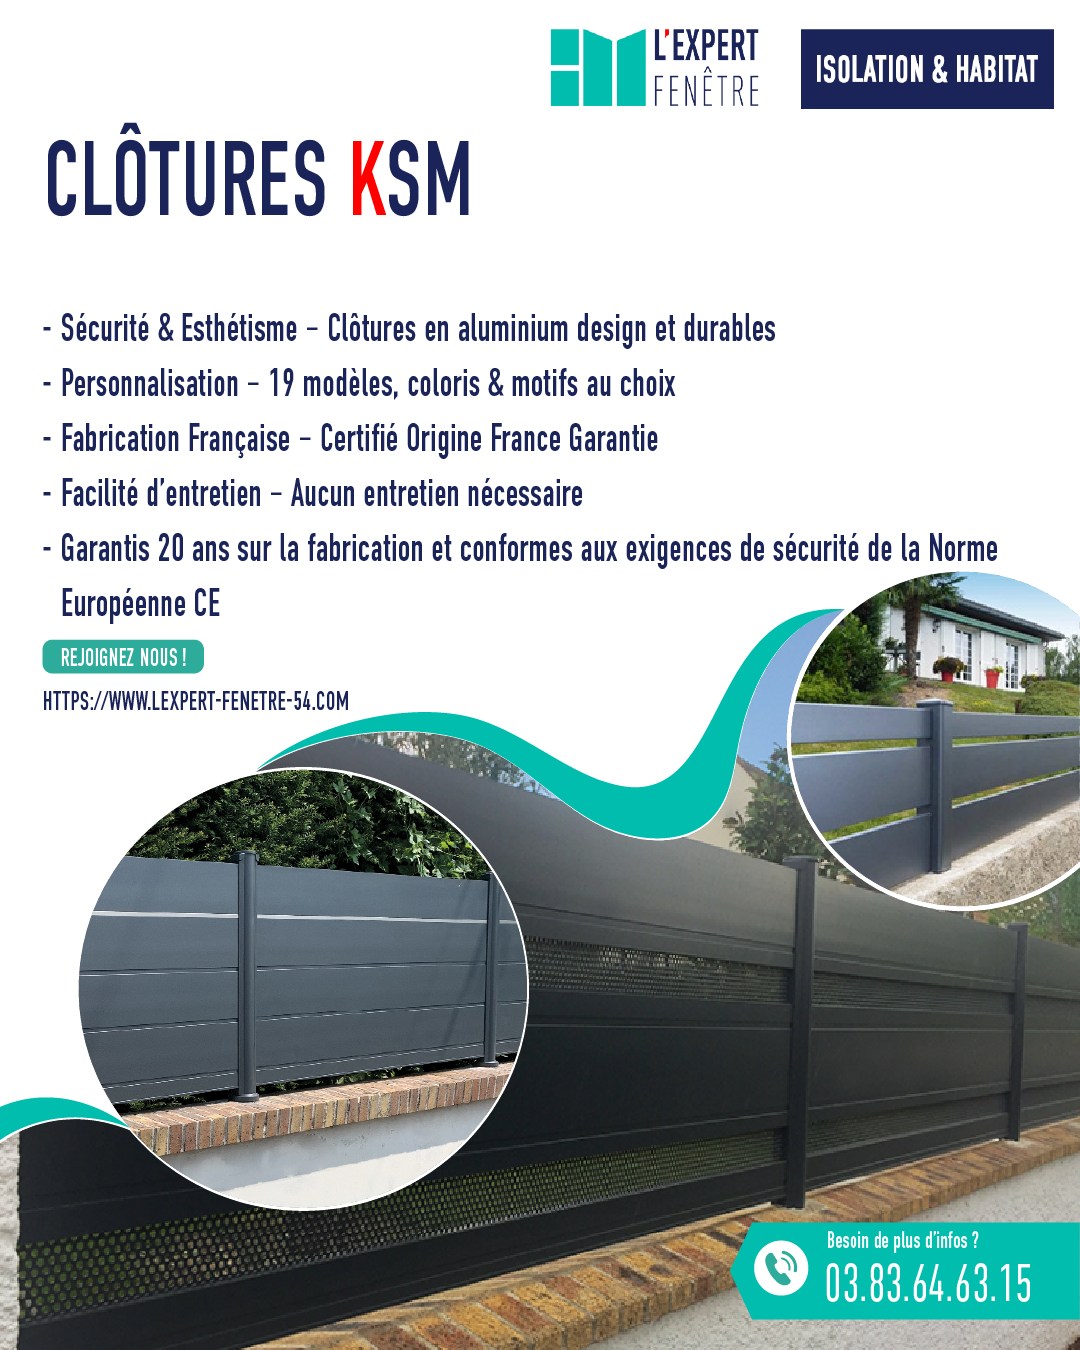 L'EXPERT
FENÊTRE
ISOLATION & HABITAT
CLÔTURES KSM
- Sécurité & Esthétisme – Clôtures en aluminium design et durables
- Personnalisation – 19 modèles, coloris & motifs au choix
- Fabrication Française – Certifié Origine France Garantie
- Facilité d'entretien – Aucun entretien nécessaire
- Garantis 20 ans sur la fabrication et conformes aux exigences de sécurité de la Norme
Européenne CE
REJOIGNEZ NOUS !
HTTPS://WWW.LEXPERT-FENETRE-54.COM
Besoin de plus d'infos ?
03.83.64.63.15